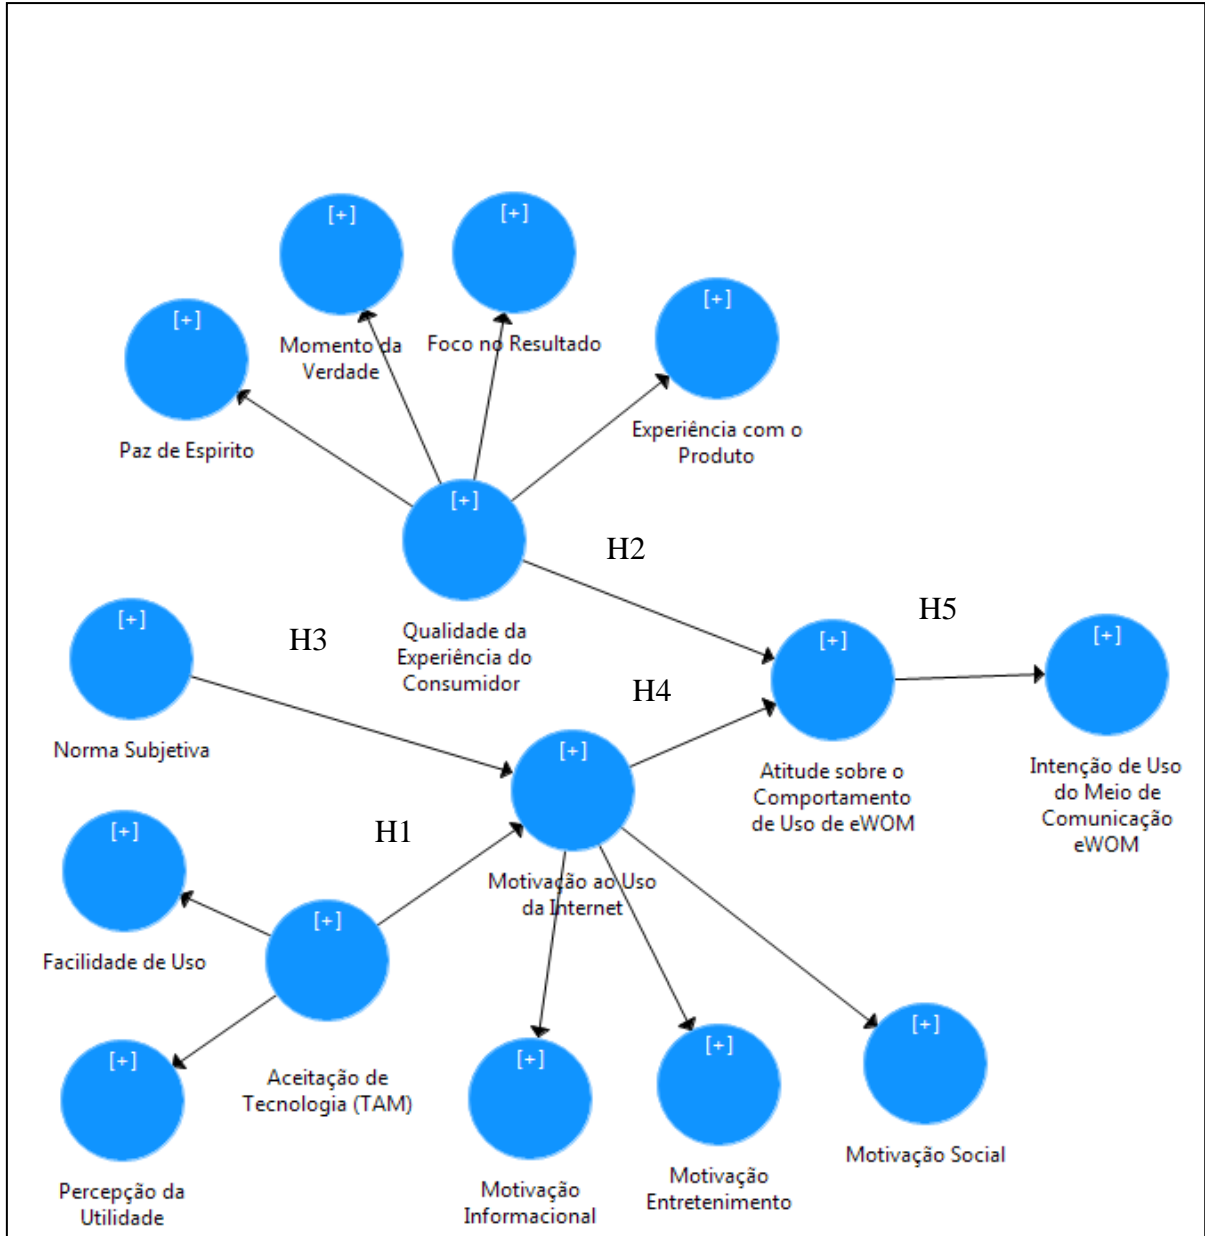 [+]
[+]
Momento da
Verdade
Foco no Resultado
[+]
[+]
Paz de Espirito
Experiência com o
Produto
[+]
H2
Qualidade da
Experiência do
Consumidor
[+]
H3
Norma Subjetiva
H5
[+]
[+]
H4
Atitude sobre o
Comportamento
de Uso de eWOM
Intenção de Uso
do Meio de
Comunicação
eWOM
[+]
Motivação ao Uso
da Internet
H1
[+]
Facilidade de Uso
[+]
Aceitação de
Tecnologia (TAM)
[+]
Percepção da
Utilidade
[+]
Motivação
Informacional
[+]
Motivação
Entretenimento
[+]
Motivação Social